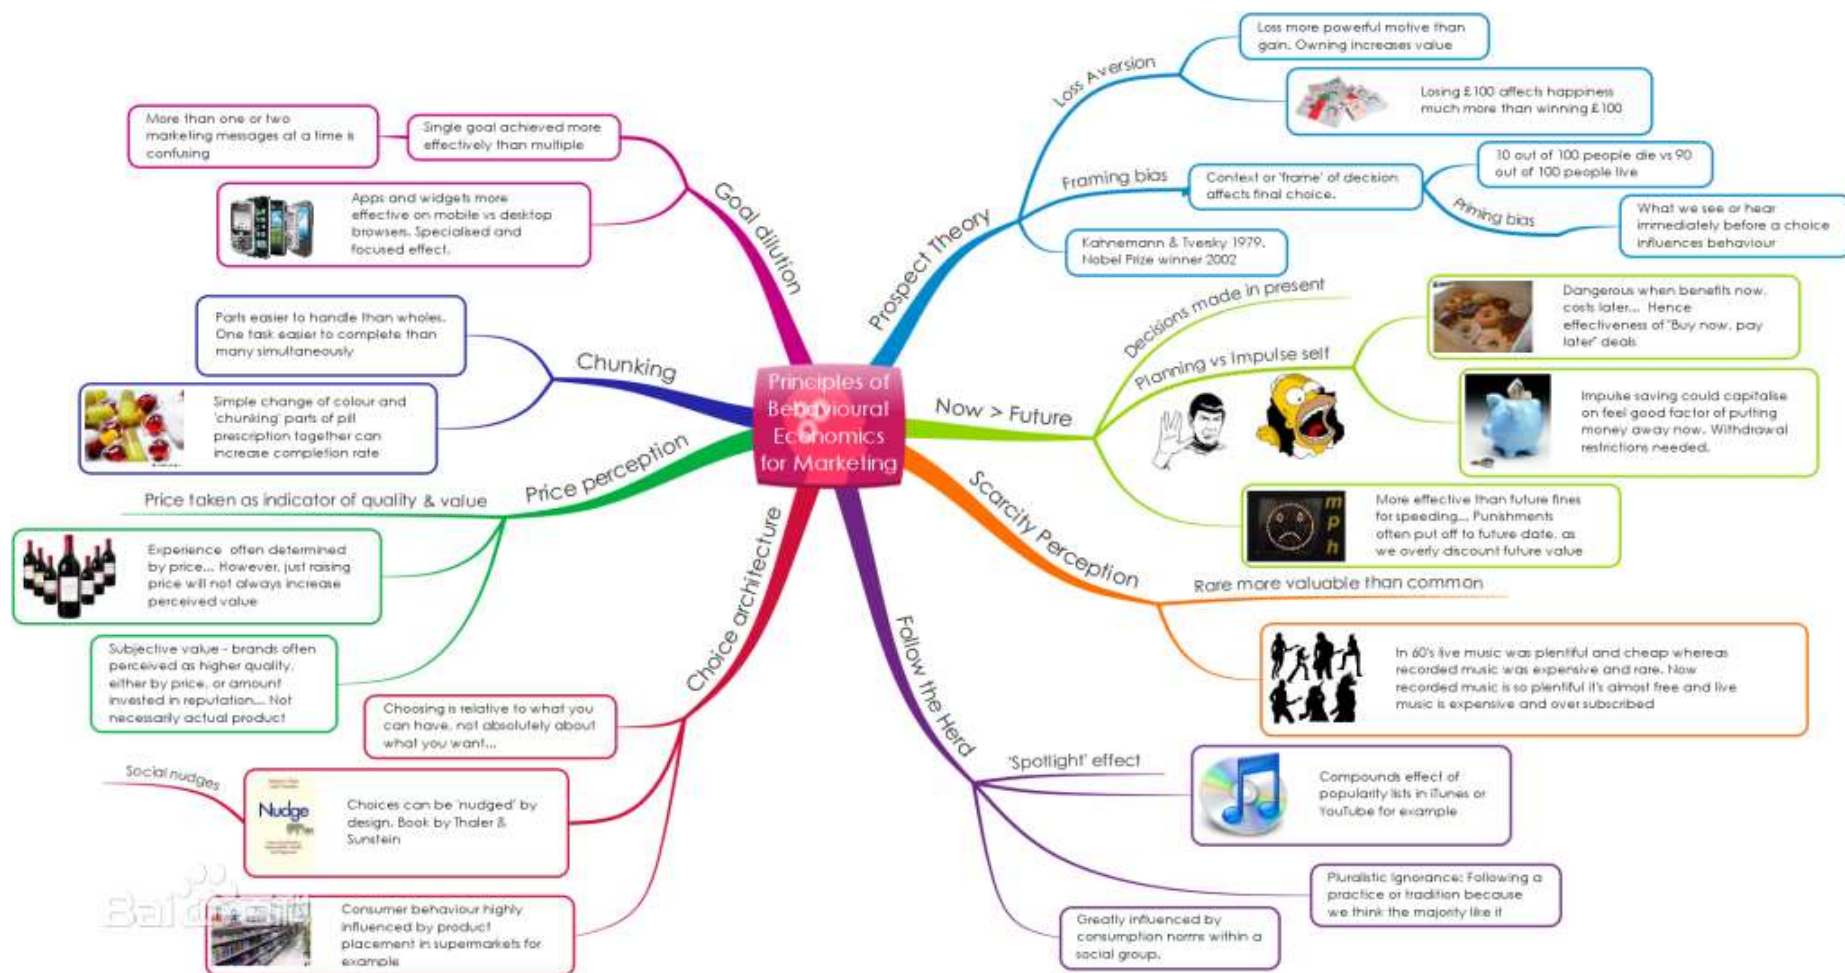 Principles of
Behavioural
Economics
for Marketing
Prospect Theory
Loss Aversion
Loss more powerful motive than
gain. Owning increases value
Losing £100 affects happiness
much more than winning £100
Framing bias
Context or 'frame' of decision
affects final choice.
10 out of 100 people die vs 90
out of 100 people live
Priming bias
What we see or hear
immediately before a choice
influences behaviour
Kahnemann & Tversky 1979.
Nobel Prize winner 2002
Now > Future
Decisions made in present
Planning vs Impulse self
Dangerous when benefits now,
costs later... Hence
effectiveness of "Buy now, pay
later" deals
Impulse saving could capitalise
on feel good factor of putting
money away now. Withdrawal
restrictions needed.
m
p
h
More effective than future fines
for speeding... Punishments
often put off to future date, as
we overly discount future value
Scarcity Perception
Rare more valuable than common
In 60's live music was plentiful and cheap whereas
recorded music was expensive and rare. Now
recorded music is so plentiful it's almost free and live
music is expensive and over subscribed
Follow the Herd
'Spotlight' effect
Compounds effect of
popularity lists in iTunes or
YouTube for example
Pluralistic Ignorance: Following a
practice or tradition because
we think the majority like it
Greatly influenced by
consumption norms within a
social group.
Goal dilution
Single goal achieved more
effectively than multiple
More than one or two
marketing messages at a time is
confusing
Apps and widgets more
effective on mobile vs desktop
browsers. Specialised and
focused effect.
Chunking
Parts easier to handle than wholes.
One task easier to complete than
many simultaneously
Simple change of colour and
'chunking' parts of pill
prescription together can
increase completion rate
Price perception
Price taken as indicator of quality & value
Experience often determined
by price... However, just raising
price will not always increase
perceived value
Subjective value - brands often
perceived as higher quality,
either by price, or amount
invested in reputation... Not
necessarily actual product
Choice architecture
Choosing is relative to what you
can have, not absolutely about
what you want...
Social nudges
Nudge
Choices can be 'nudged' by
design. Book by Thaler &
Sunstein
Consumer behaviour highly
influenced by product
placement in supermarkets for
example
Bai百科